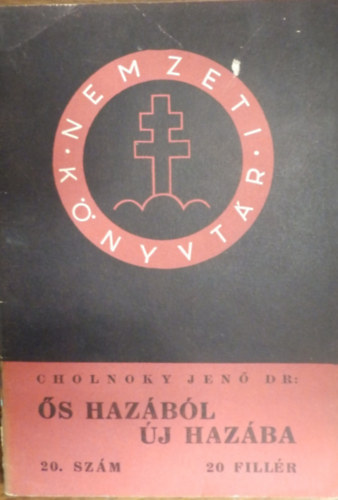 NEMZETI · KÖNYVTÁR ·
CHOLNOKY JENŐ DR:
ŐS HAZÁBÓL
ÚJ HAZÁBA
20. SZÁM 20 FILLÉR